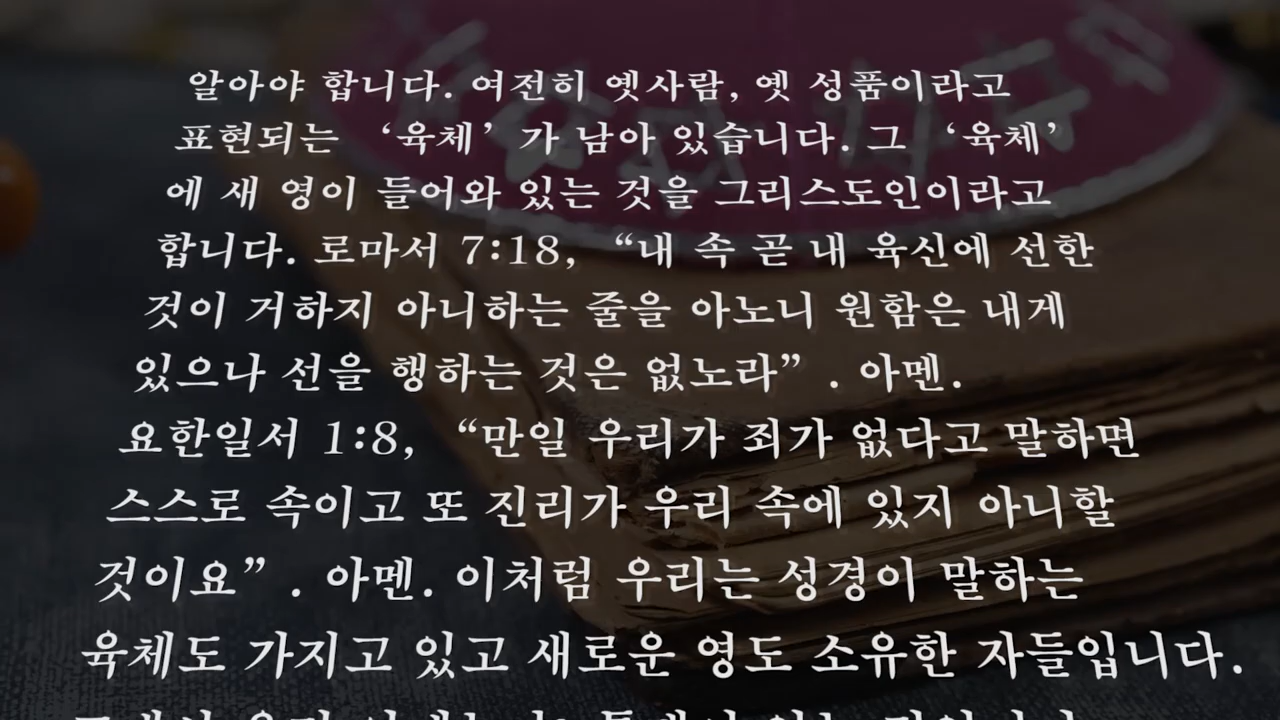 알아야 합니다. 여전히 옛사람, 옛 성품이라고
표현되는 ‘육체’가 남아 있습니다. 그 ‘육체’
에 새 영이 들어와 있는 것을 그리스도인이라고
합니다. 로마서 7:18, “내 속 곧 내 육신에 선한
것이 거하지 아니하는 줄을 아노니 원함은 내게
있으나 선을 행하는 것은 없노라”. 아멘.
요한일서 1:8, “만일 우리가 죄가 없다고 말하면
스스로 속이고 또 진리가 우리 속에 있지 아니할
것이요”. 아멘. 이처럼 우리는 성경이 말하는
육체도 가지고 있고 새로운 영도 소유한 자들입니다.